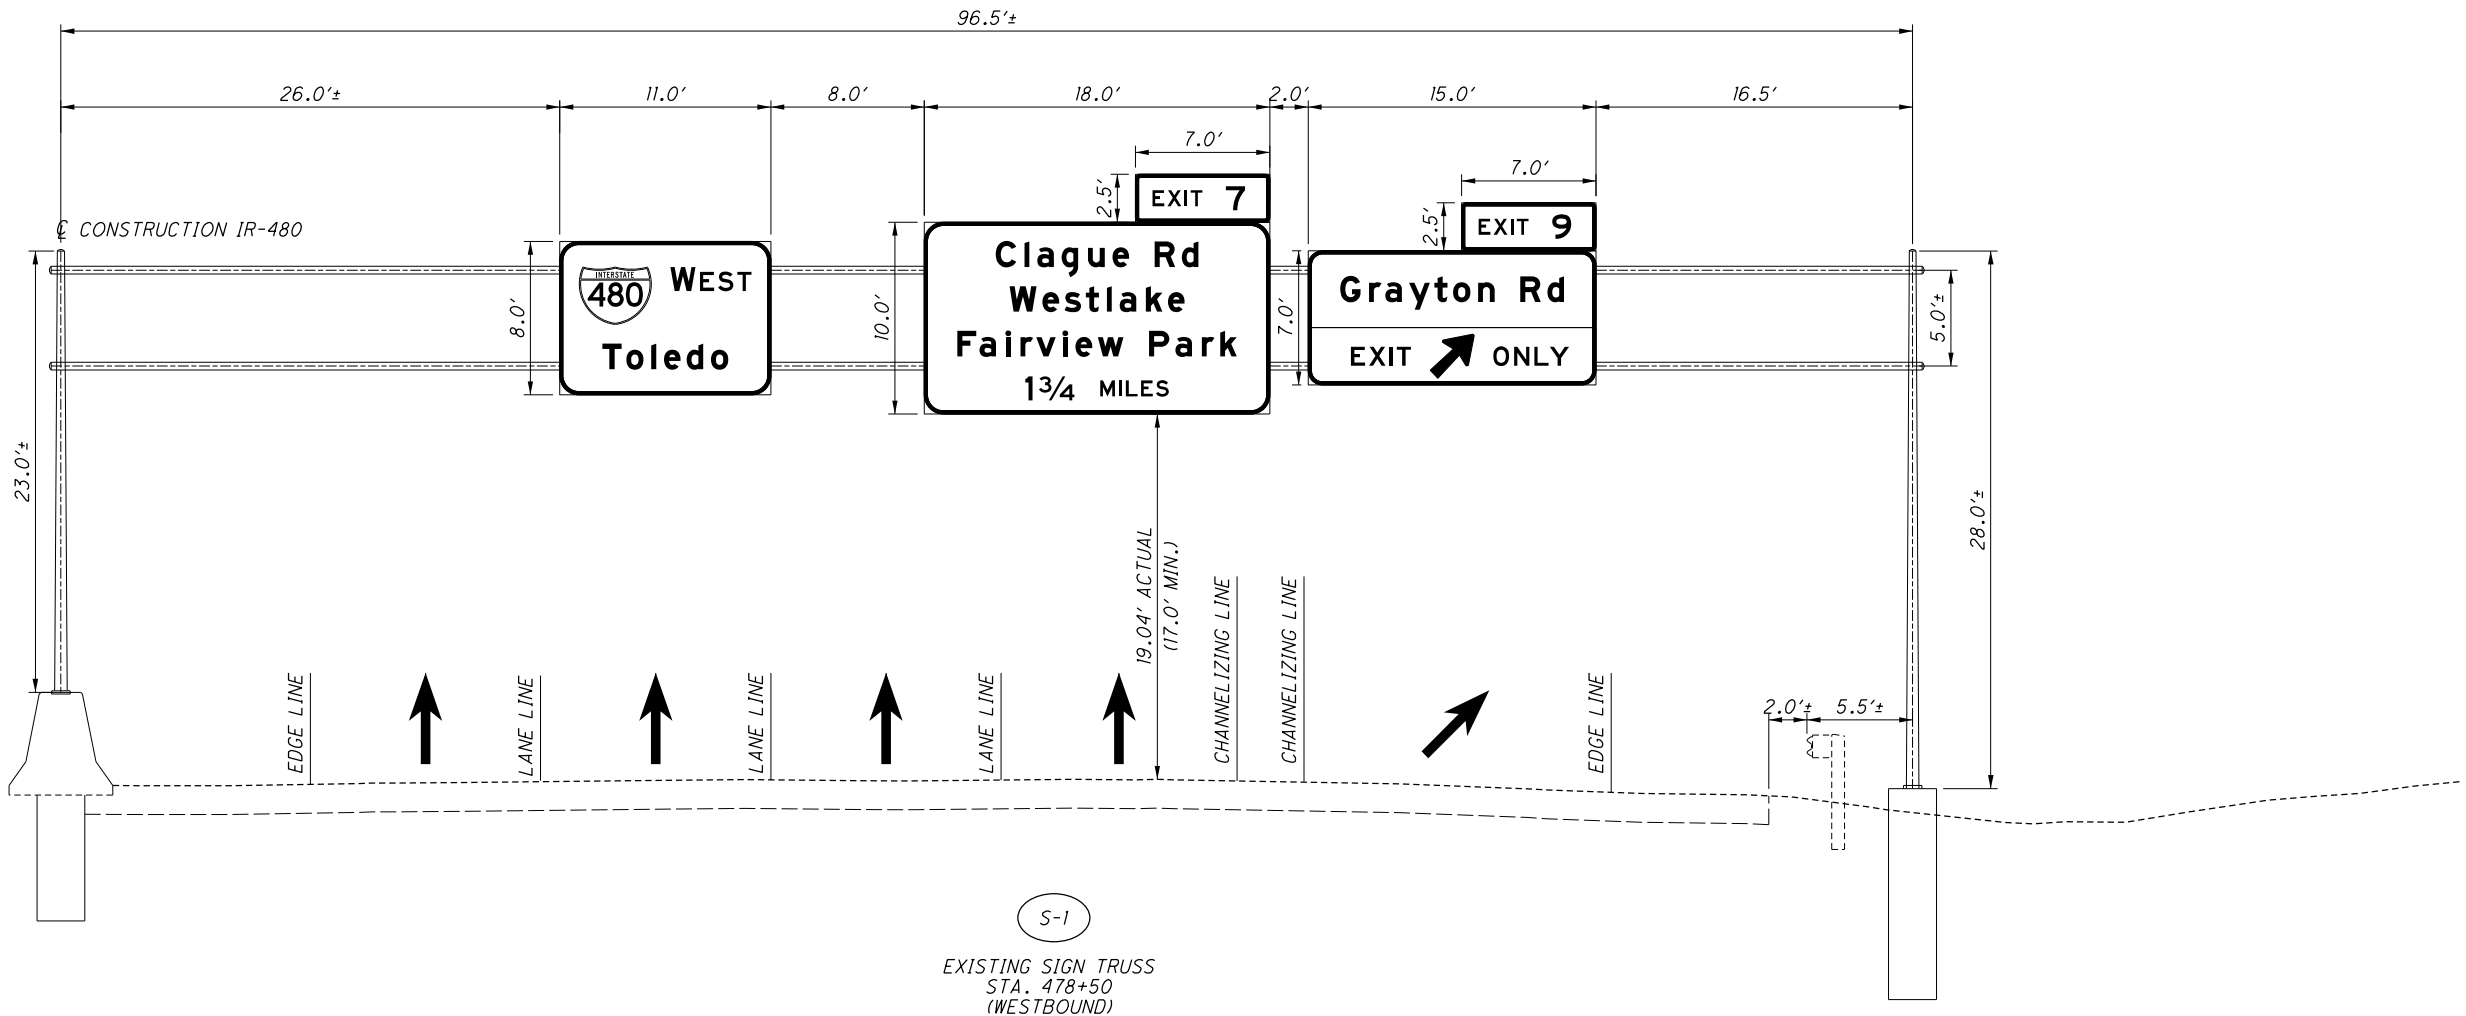 96.5'±
26.0'±
11.0'
8.0'
18.0'
2.0'
15.0'
16.5'
7.0'
7.0'
2.5'
EXIT 7
2.5'
EXIT 9
℄ CONSTRUCTION IR-480
23.0'±
8.0'
INTERSTATE
480
WEST
Toledo
10.0'
Clague Rd
Westlake
Fairview Park
1¾ MILES
7.0'
Grayton Rd
EXIT ONLY
5.0'±
28.0'±
19.04' ACTUAL
(17.0' MIN.)
EDGE LINE
LANE LINE
LANE LINE
LANE LINE
CHANNELIZING LINE
CHANNELIZING LINE
EDGE LINE
2.0'±
5.5'±
S-1
EXISTING SIGN TRUSS
STA. 478+50
(WESTBOUND)